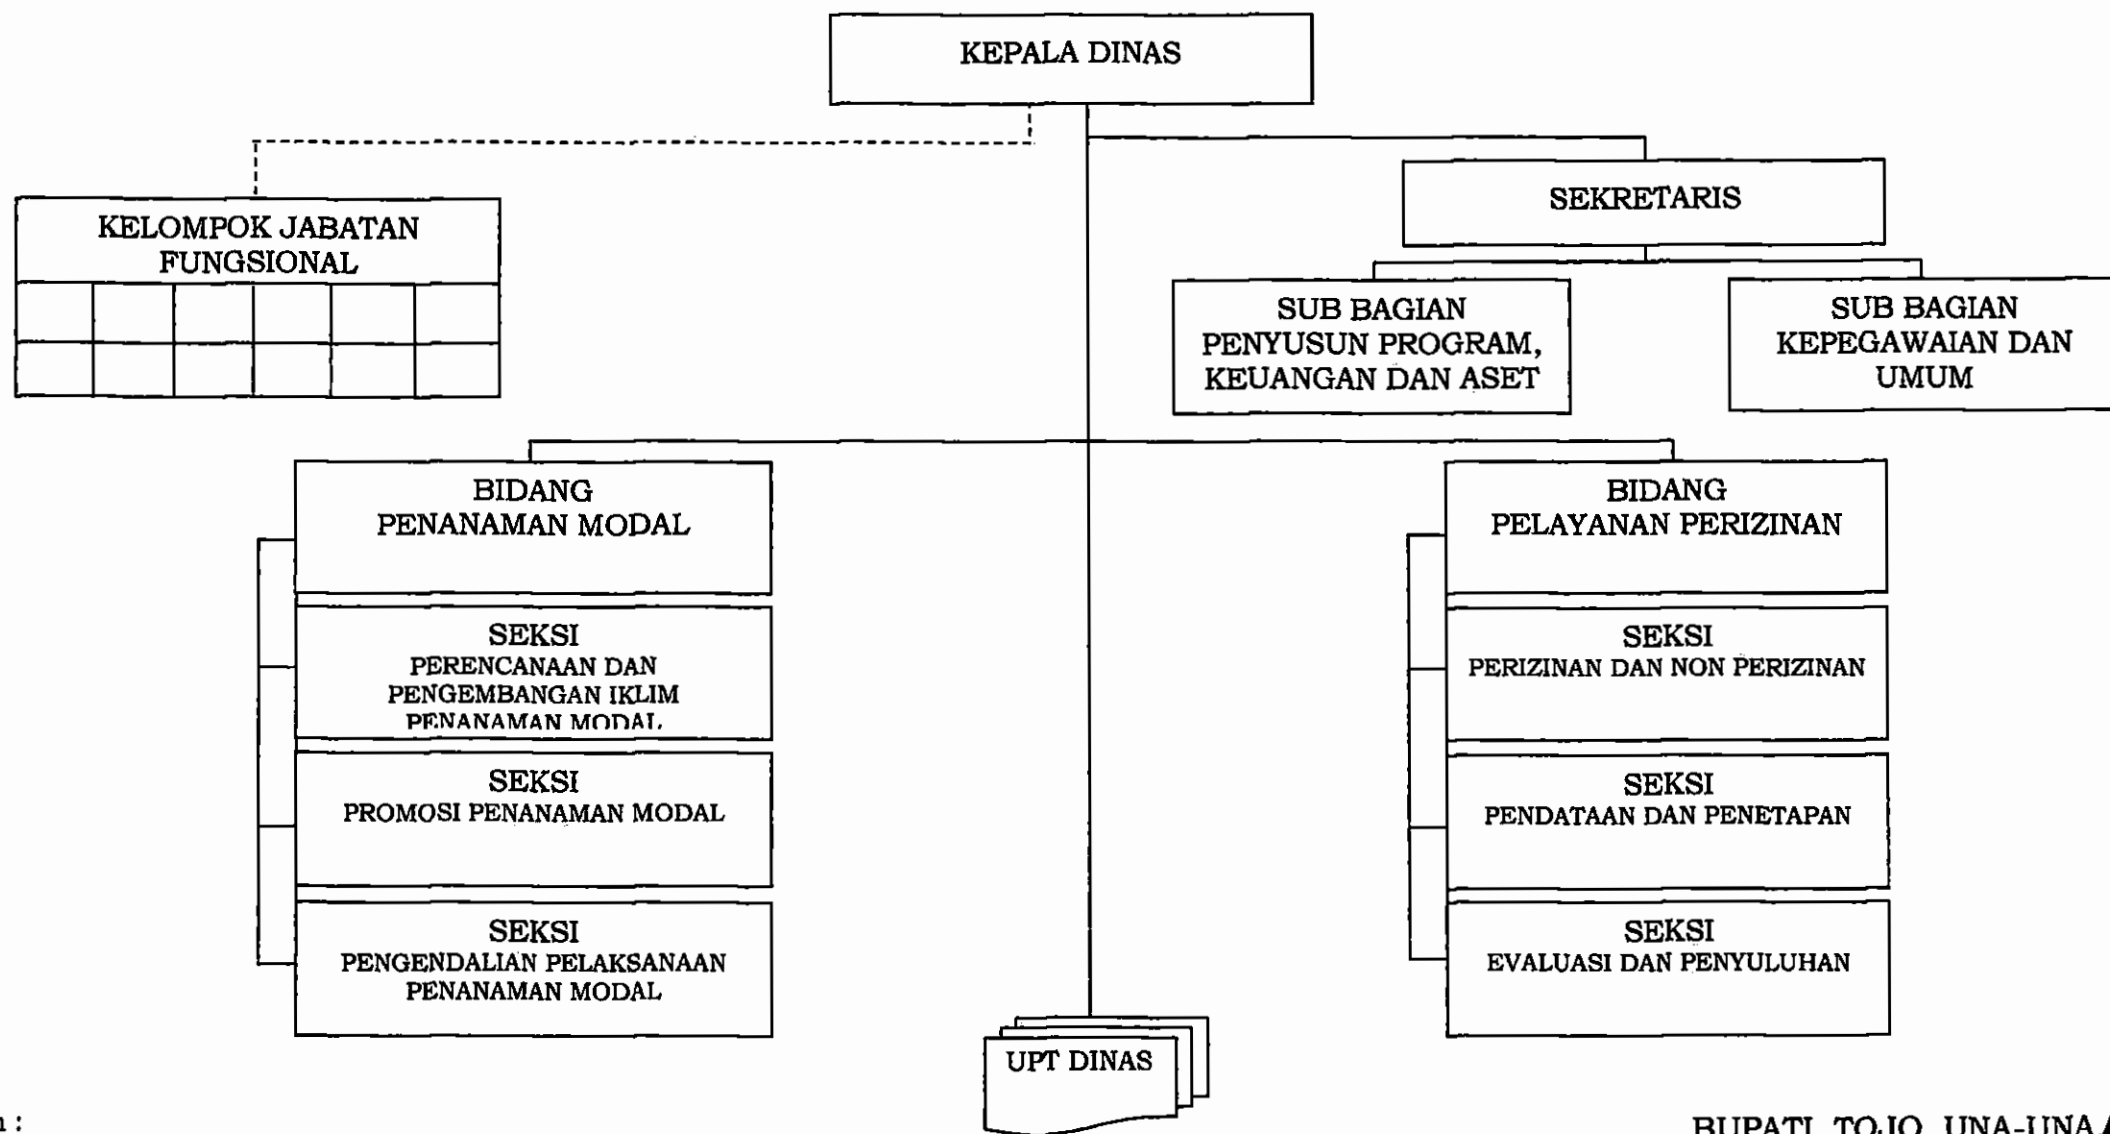 KEPALA DINAS
KELOMPOK JABATAN
FUNGSIONAL
SEKRETARIS
SUB BAGIAN
PENYUSUN PROGRAM,
KEUANGAN DAN ASET
SUB BAGIAN
KEPEGAWAIAN DAN
UMUM
BIDANG
PENANAMAN MODAL
SEKSI
PERENCANAAN DAN
PENGEMBANGAN IKLIM
PENANAMAN MODAL
SEKSI
PROMOSI PENANAMAN MODAL
SEKSI
PENGENDALIAN PELAKSANAAN
PENANAMAN MODAL
BIDANG
PELAYANAN PERIZINAN
SEKSI
PERIZINAN DAN NON PERIZINAN
SEKSI
PENDATAAN DAN PENETAPAN
SEKSI
EVALUASI DAN PENYULUHAN
UPT DINAS
BUPATI TOJO UNA-UNA